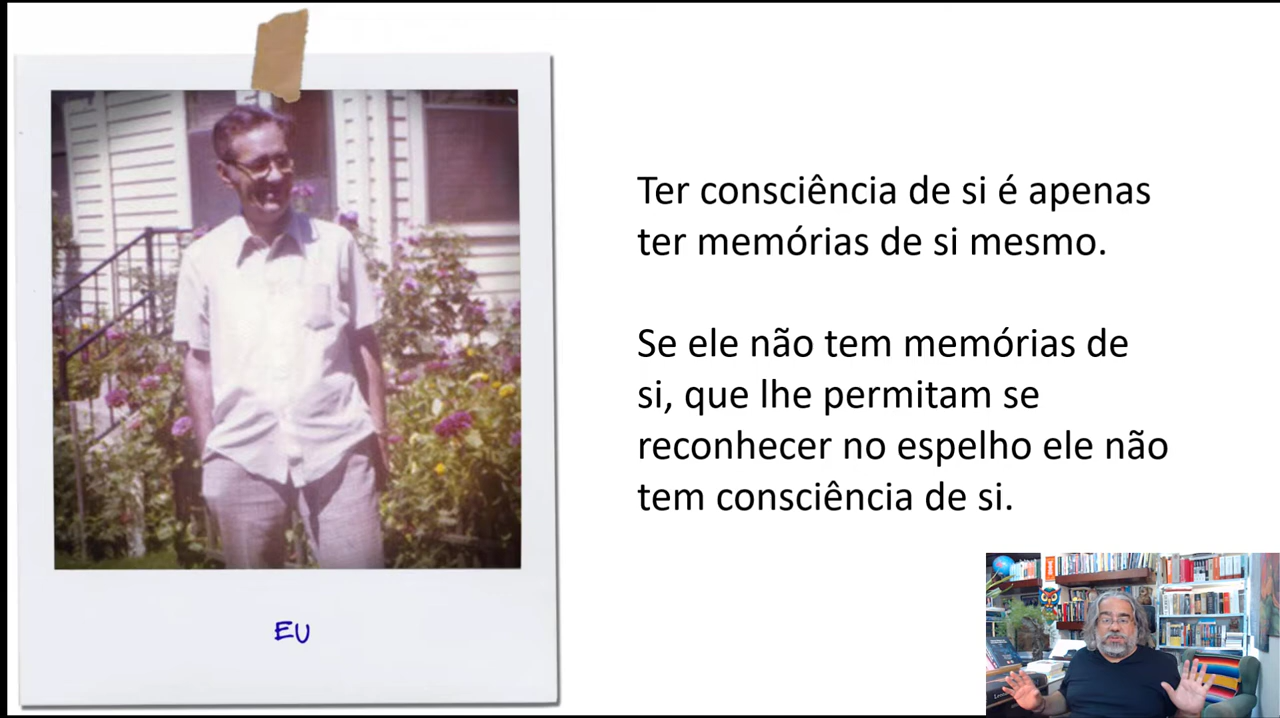 Ter consciência de si é apenas
ter memórias de si mesmo.
Se ele não tem memórias de
si, que lhe permitam se
reconhecer no espelho ele não
tem consciência de si.
EU